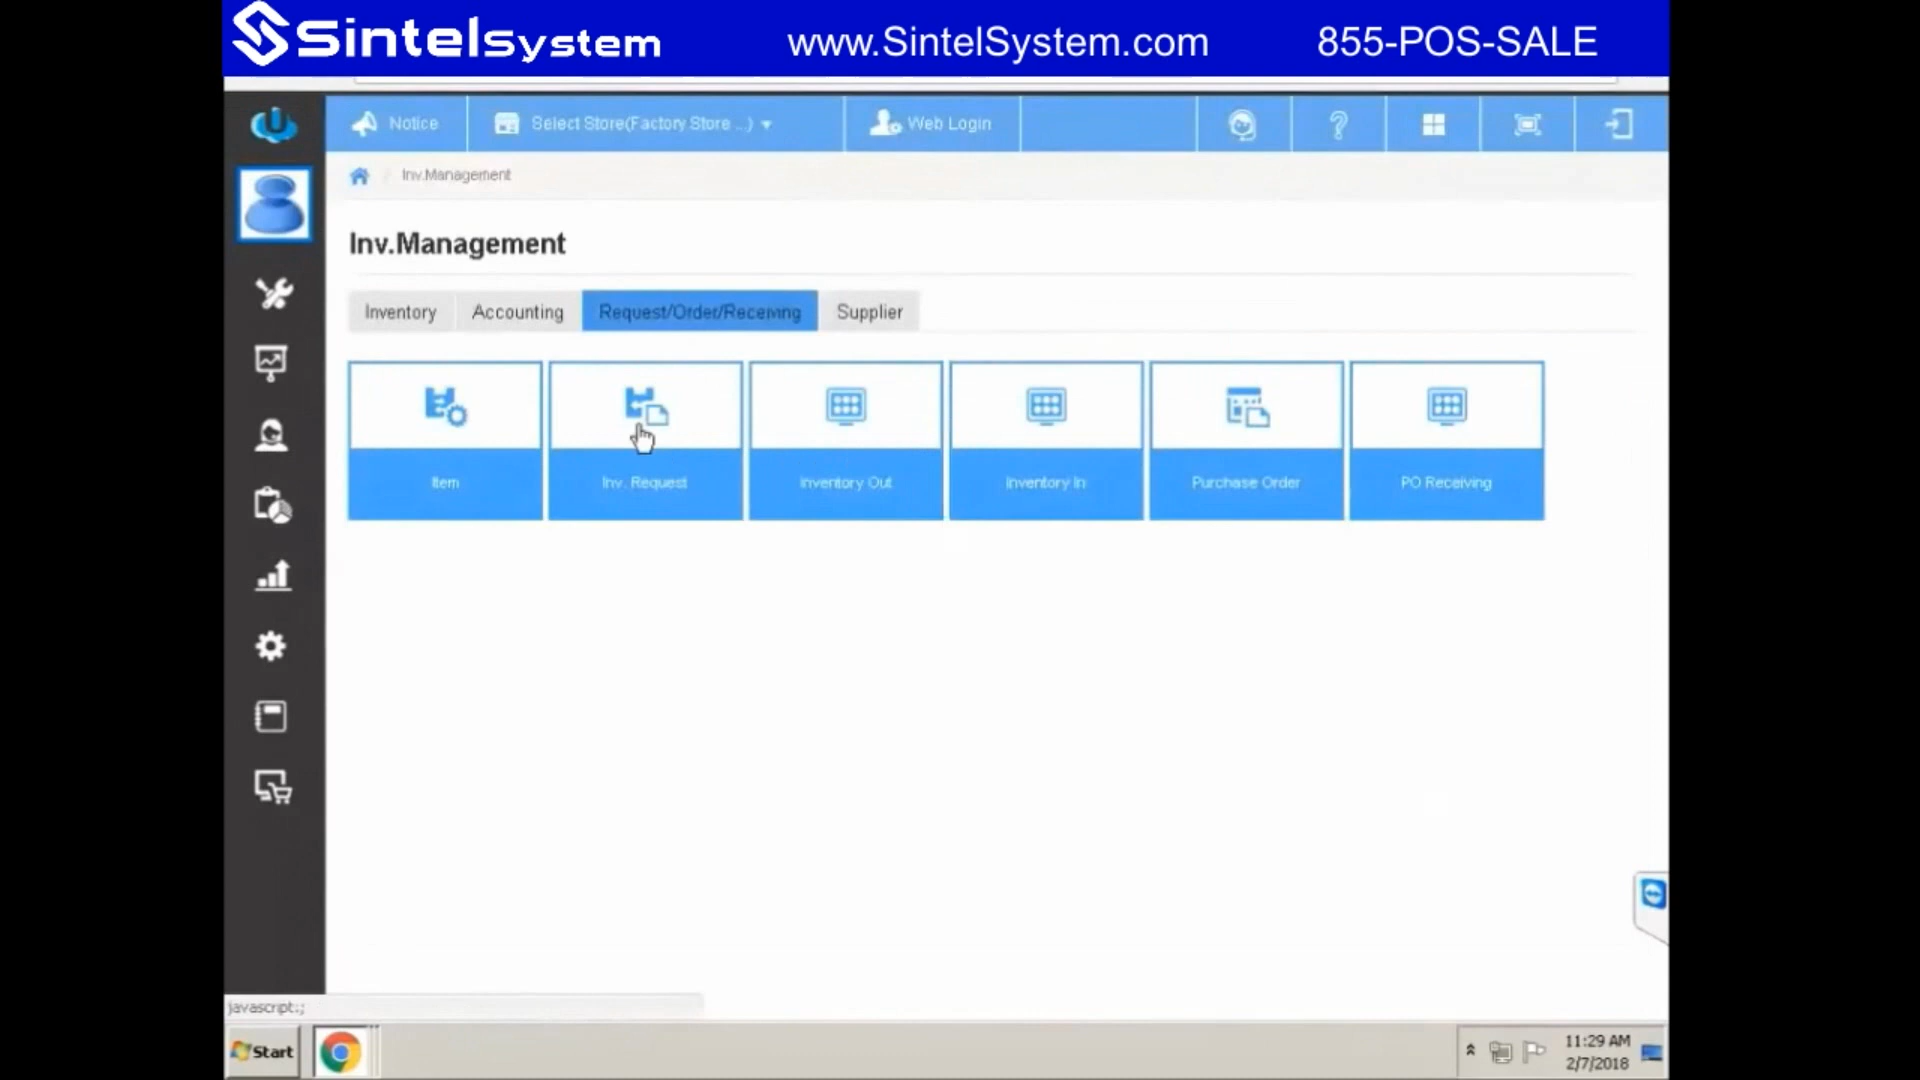 Sintelsystem www.SintelSystem.com 855-POS-SALE
Notice Select Store(Factory Store ...) Web Login
Inv.Management
Inv.Management
Inventory Accounting Request/Order/Receiving Supplier
Item Inv. Request Inventory Out Inventory In Purchase Order PO Receiving
javascript:;
Start 11:29 AM
2/7/2018